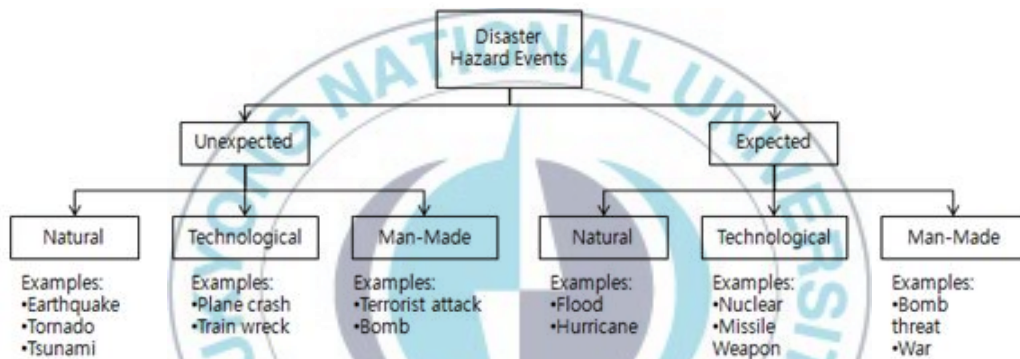 Disaster
Hazard Events
Unexpected
Expected
Natural
Technological
Man-Made
Natural
Technological
Man-Made
Examples:
•Earthquake
•Tornado
•Tsunami
Examples:
•Plane crash
•Train wreck
Examples:
•Terrorist attack
•Bomb
Examples:
•Flood
•Hurricane
Examples:
•Nuclear
•Missile
Weapon
Examples:
•Bomb
threat
•War
YONG NATIONAL UNIVERSIT